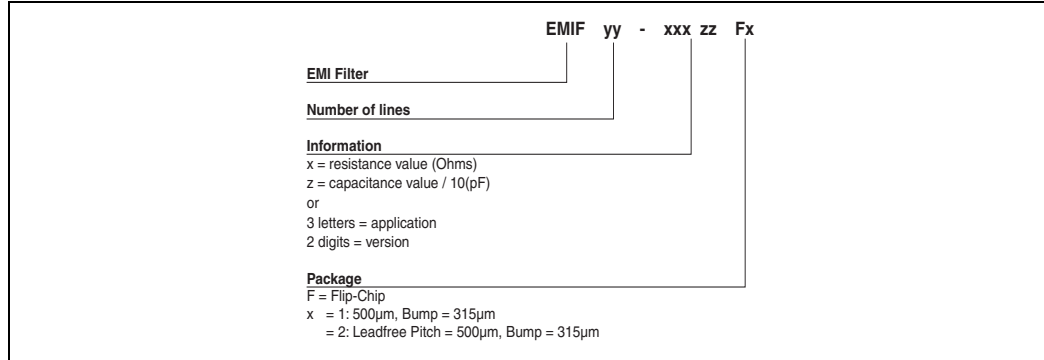 EMIF yy - xxx zz Fx
EMI Filter
Number of lines
Information
x = resistance value (Ohms)
z = capacitance value / 10(pF)
or
3 letters = application
2 digits = version
Package
F = Flip-Chip
x = 1: 500µm, Bump = 315µm
= 2: Leadfree Pitch = 500µm, Bump = 315µm